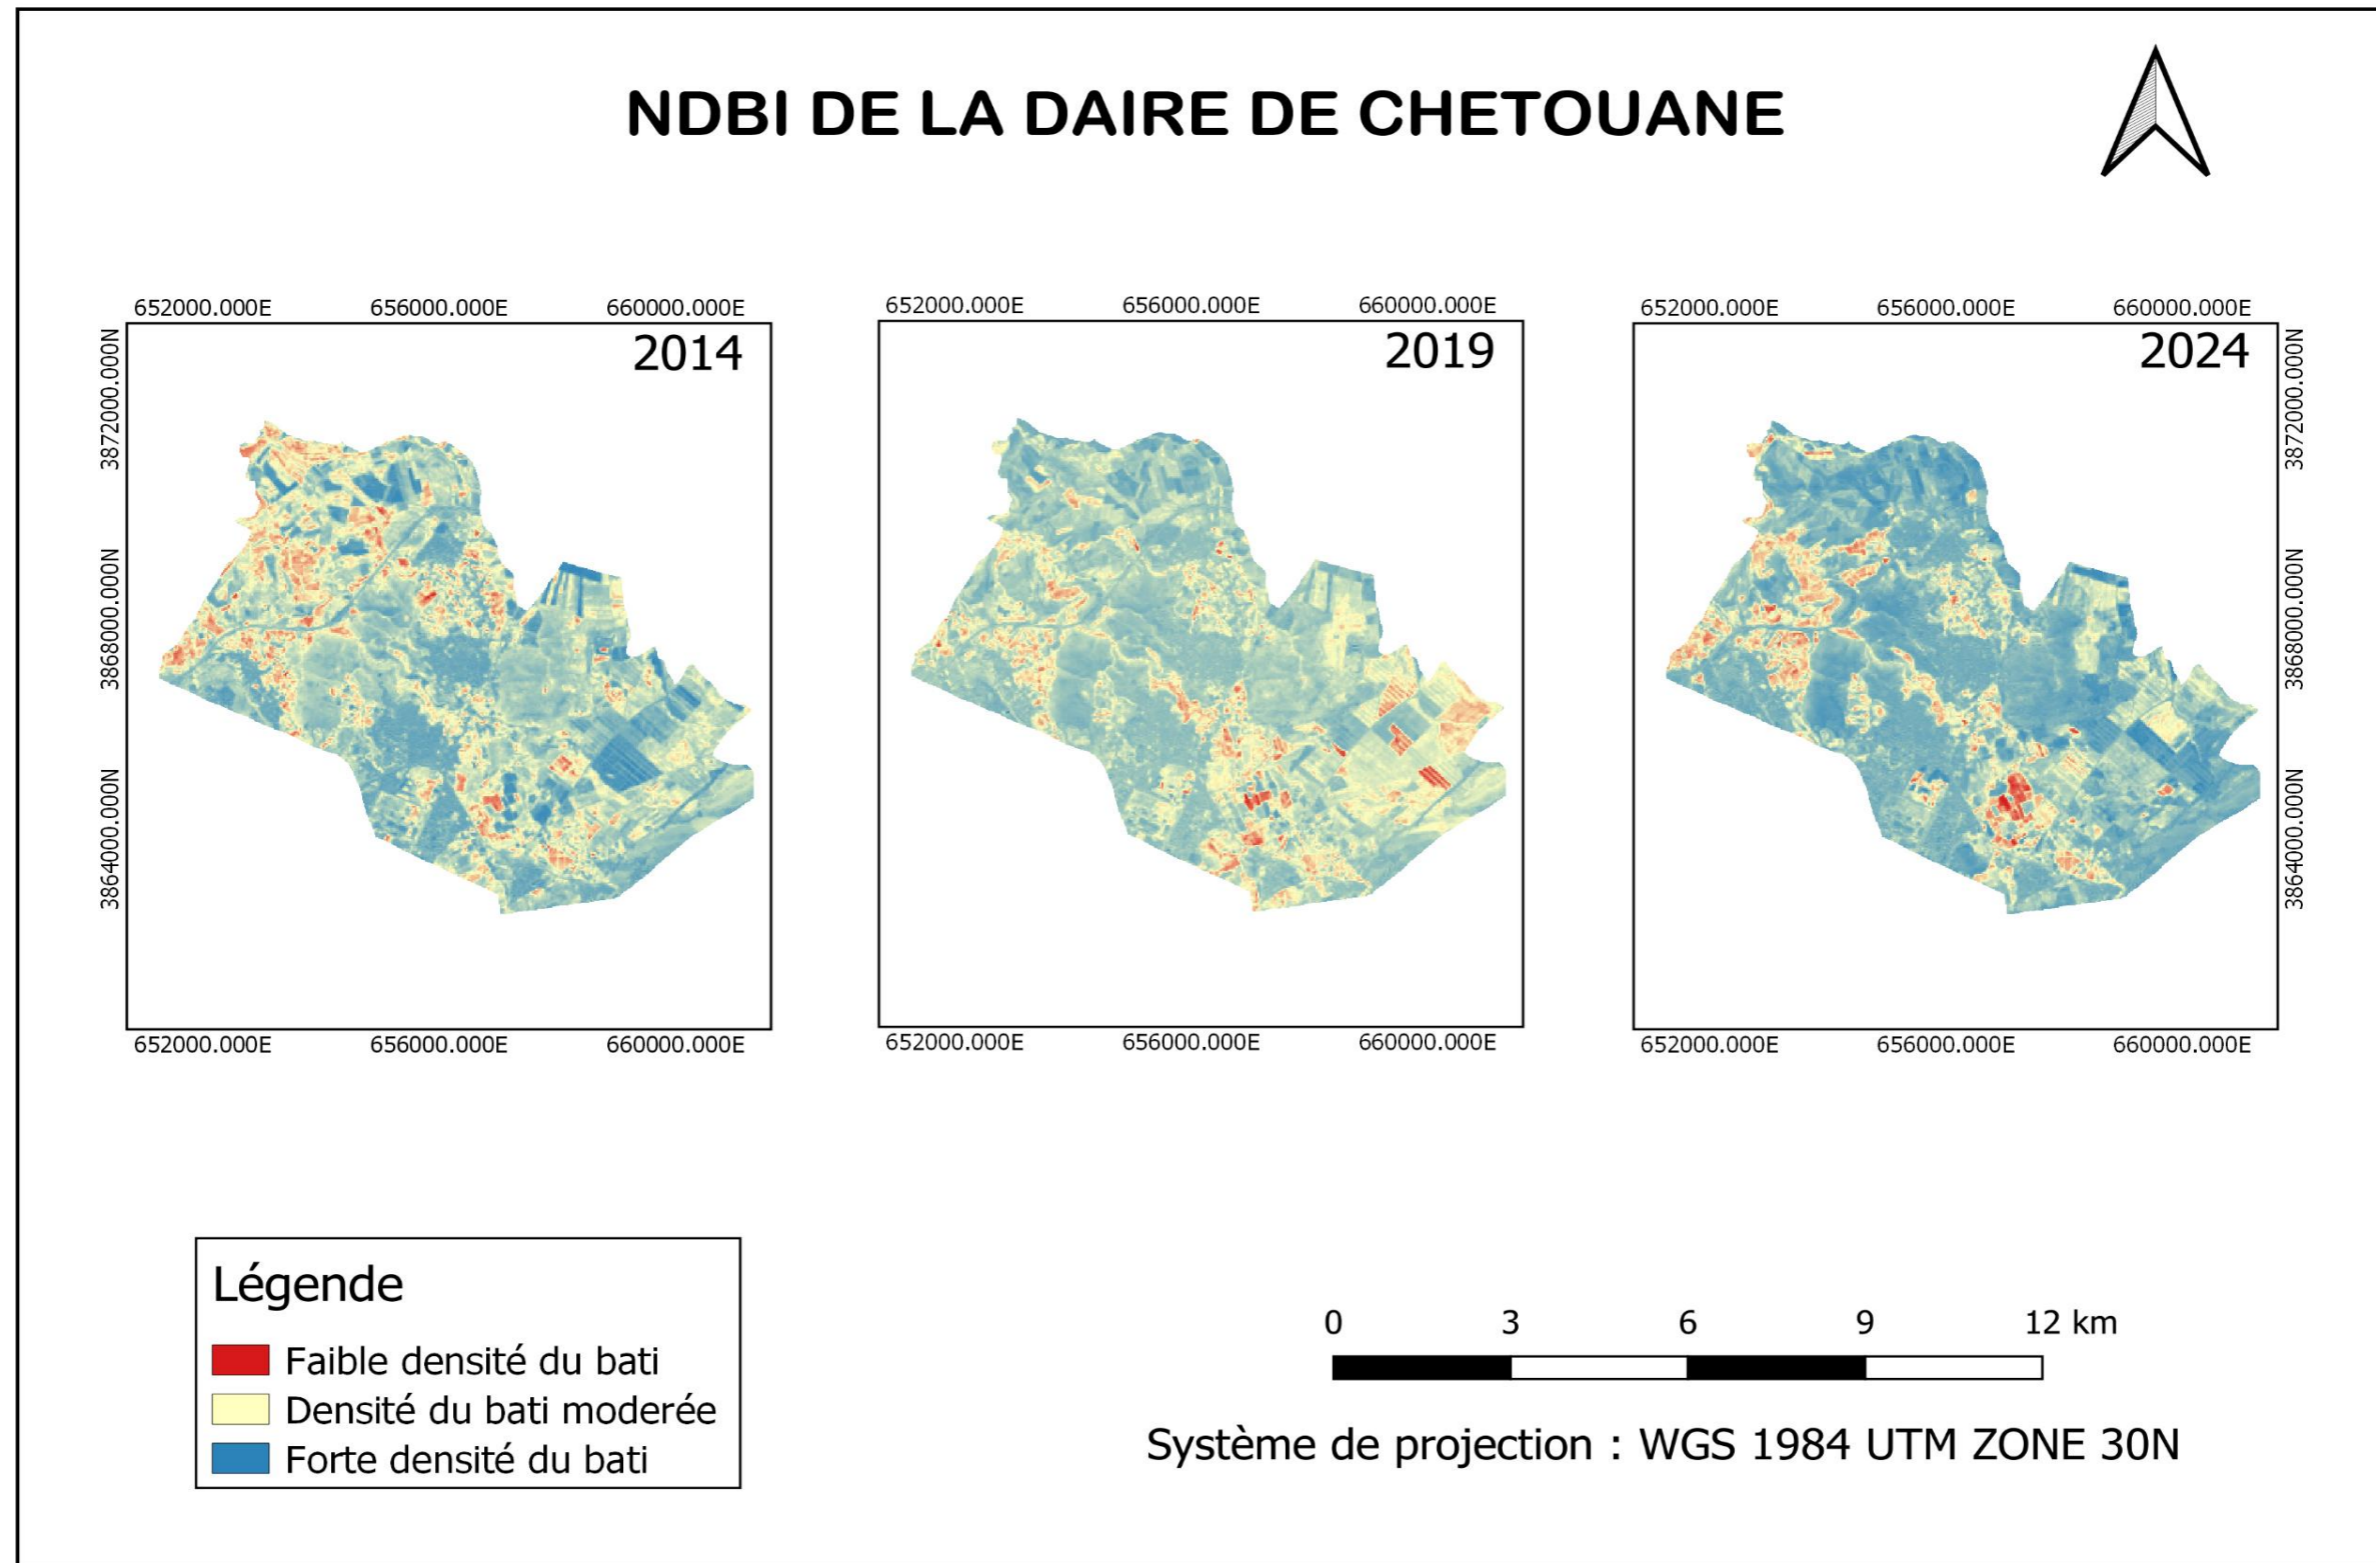 NDBI DE LA DAIRE DE CHETOUANE
652000.000E 656000.000E 660000.000E
2014
3872000.000N
3868000.000N
3864000.000N
652000.000E 656000.000E 660000.000E
652000.000E 656000.000E 660000.000E
2019
652000.000E 656000.000E 660000.000E
652000.000E 656000.000E 660000.000E
2024
3872000.000N
3868000.000N
3864000.000N
652000.000E 656000.000E 660000.000E
Légende
Faible densité du bati
Densité du bati moderée
Forte densité du bati
0 3 6 9 12 km
Système de projection : WGS 1984 UTM ZONE 30N